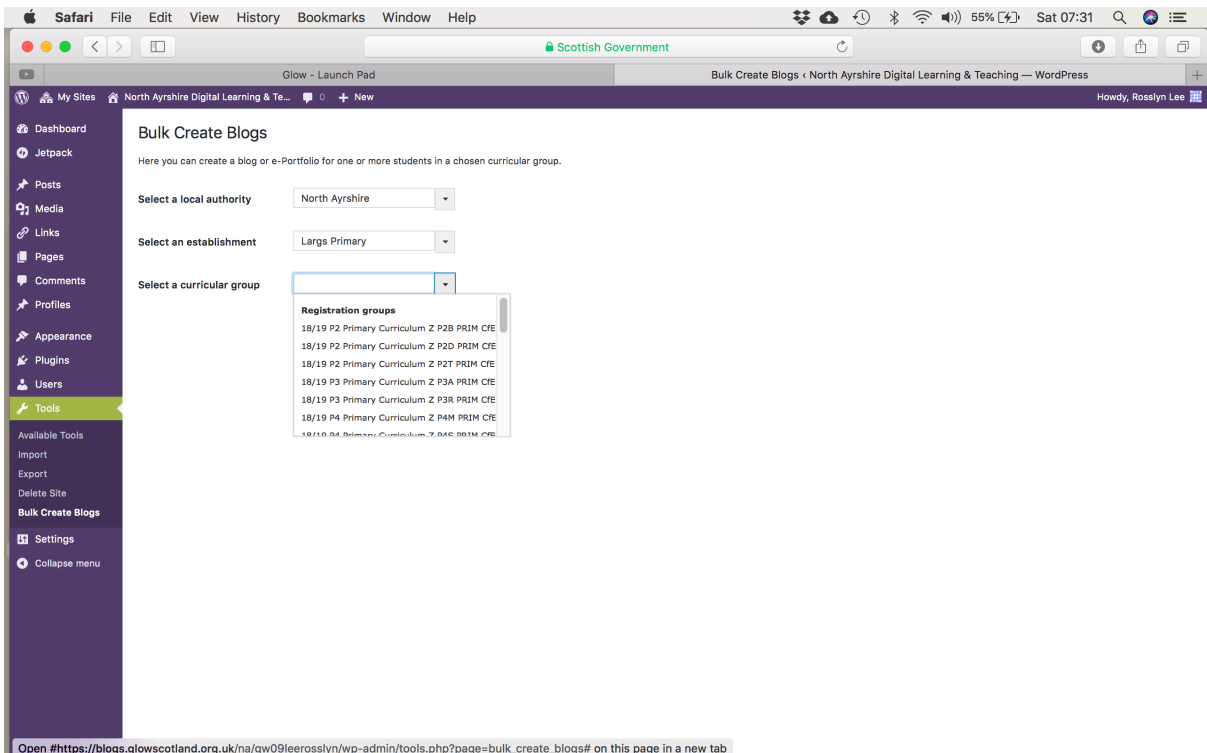 Safari File Edit View History Bookmarks Window Help 55% Sat 07:31
Scottish Government
Glow - Launch Pad Bulk Create Blogs ‹ North Ayrshire Digital Learning & Teaching — WordPress
My Sites North Ayrshire Digital Learning & Te... 0 + New Howdy, Rosslyn Lee
Dashboard
Jetpack
Posts
Media
Links
Pages
Comments
Profiles
Appearance
Plugins
Users
Tools
Available Tools
Import
Export
Delete Site
Bulk Create Blogs
Settings
Collapse menu
Bulk Create Blogs
Here you can create a blog or e-Portfolio for one or more students in a chosen curricular group.
Select a local authority North Ayrshire
Select an establishment Largs Primary
Select a curricular group
Registration groups
18/19 P2 Primary Curriculum Z P2B PRIM CfE
18/19 P2 Primary Curriculum Z P2D PRIM CfE
18/19 P2 Primary Curriculum Z P2T PRIM CfE
18/19 P3 Primary Curriculum Z P3A PRIM CfE
18/19 P3 Primary Curriculum Z P3R PRIM CfE
18/19 P4 Primary Curriculum Z P4M PRIM CfE
18/19 P4 Primary Curriculum Z P4S PRIM CfE
Open #https://blogs.glowscotland.org.uk/na/gw09leerosslyn/wp-admin/tools.php?page=bulk_create_blogs# on this page in a new tab